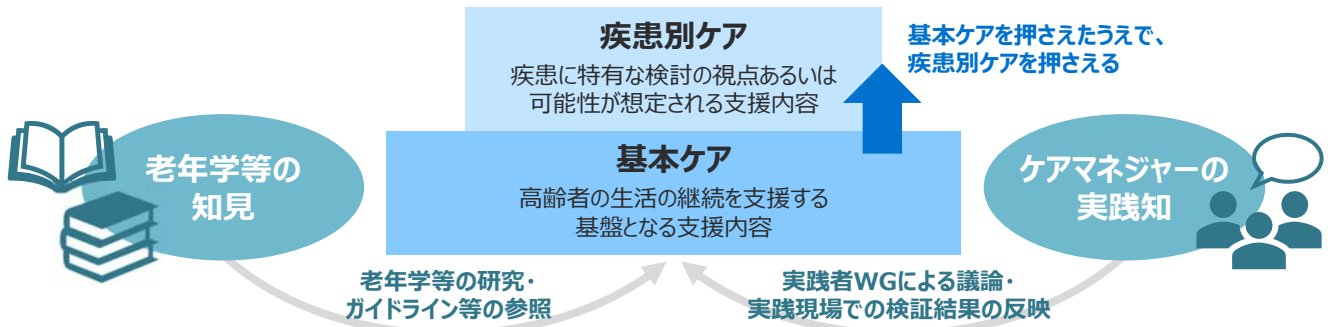 疾患別ケア
疾患に特有な検討の視点あるいは
可能性が想定される支援内容
基本ケアを押さえたうえで、
疾患別ケアを押さえる
老年学等の
知見
基本ケア
高齢者の生活の継続を支援する
基盤となる支援内容
ケアマネジャーの
実践知
老年学等の研究・
ガイドライン等の参照
実践者WGによる議論・
実践現場での検証結果の反映